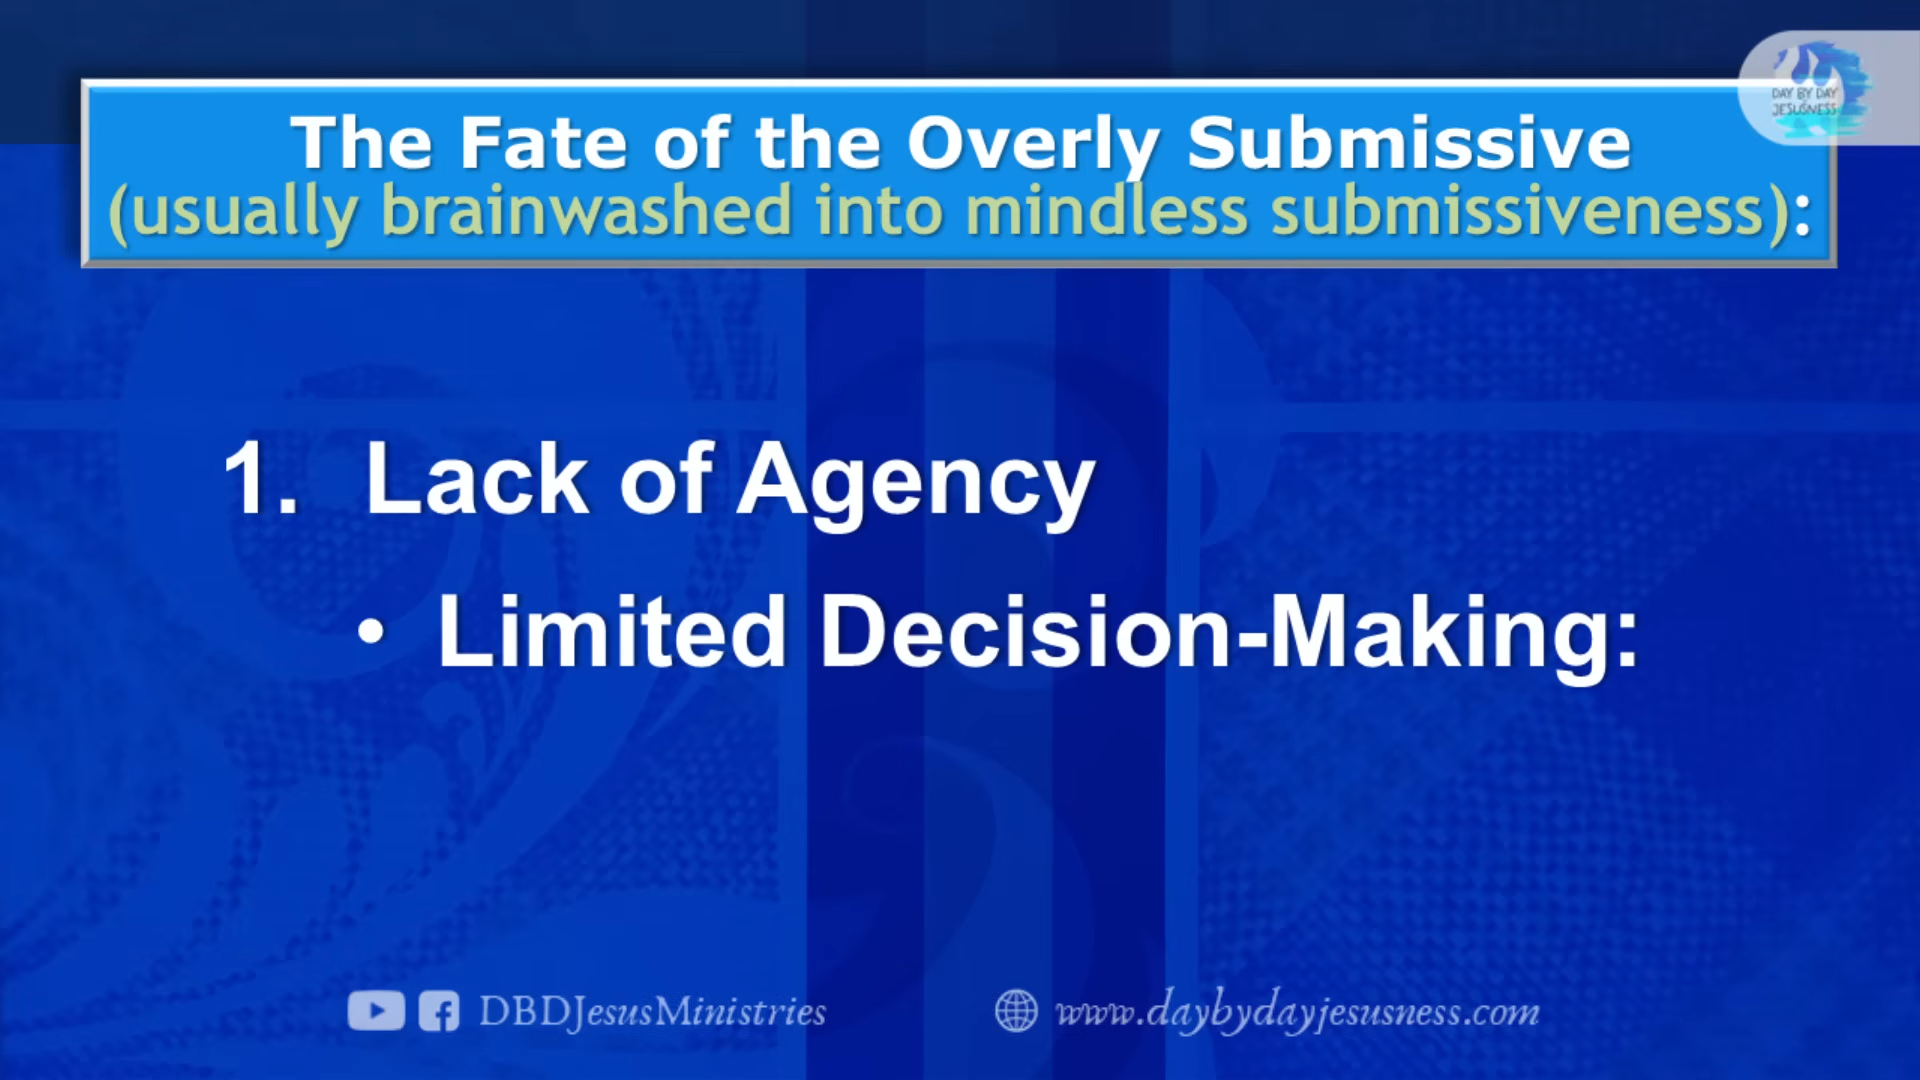 DAY BY DAY
JESUSNESS
The Fate of the Overly Submissive
(usually brainwashed into mindless submissiveness):
1. Lack of Agency
• Limited Decision-Making:
DBDJesusMinistries
www.daybydayjesusness.com